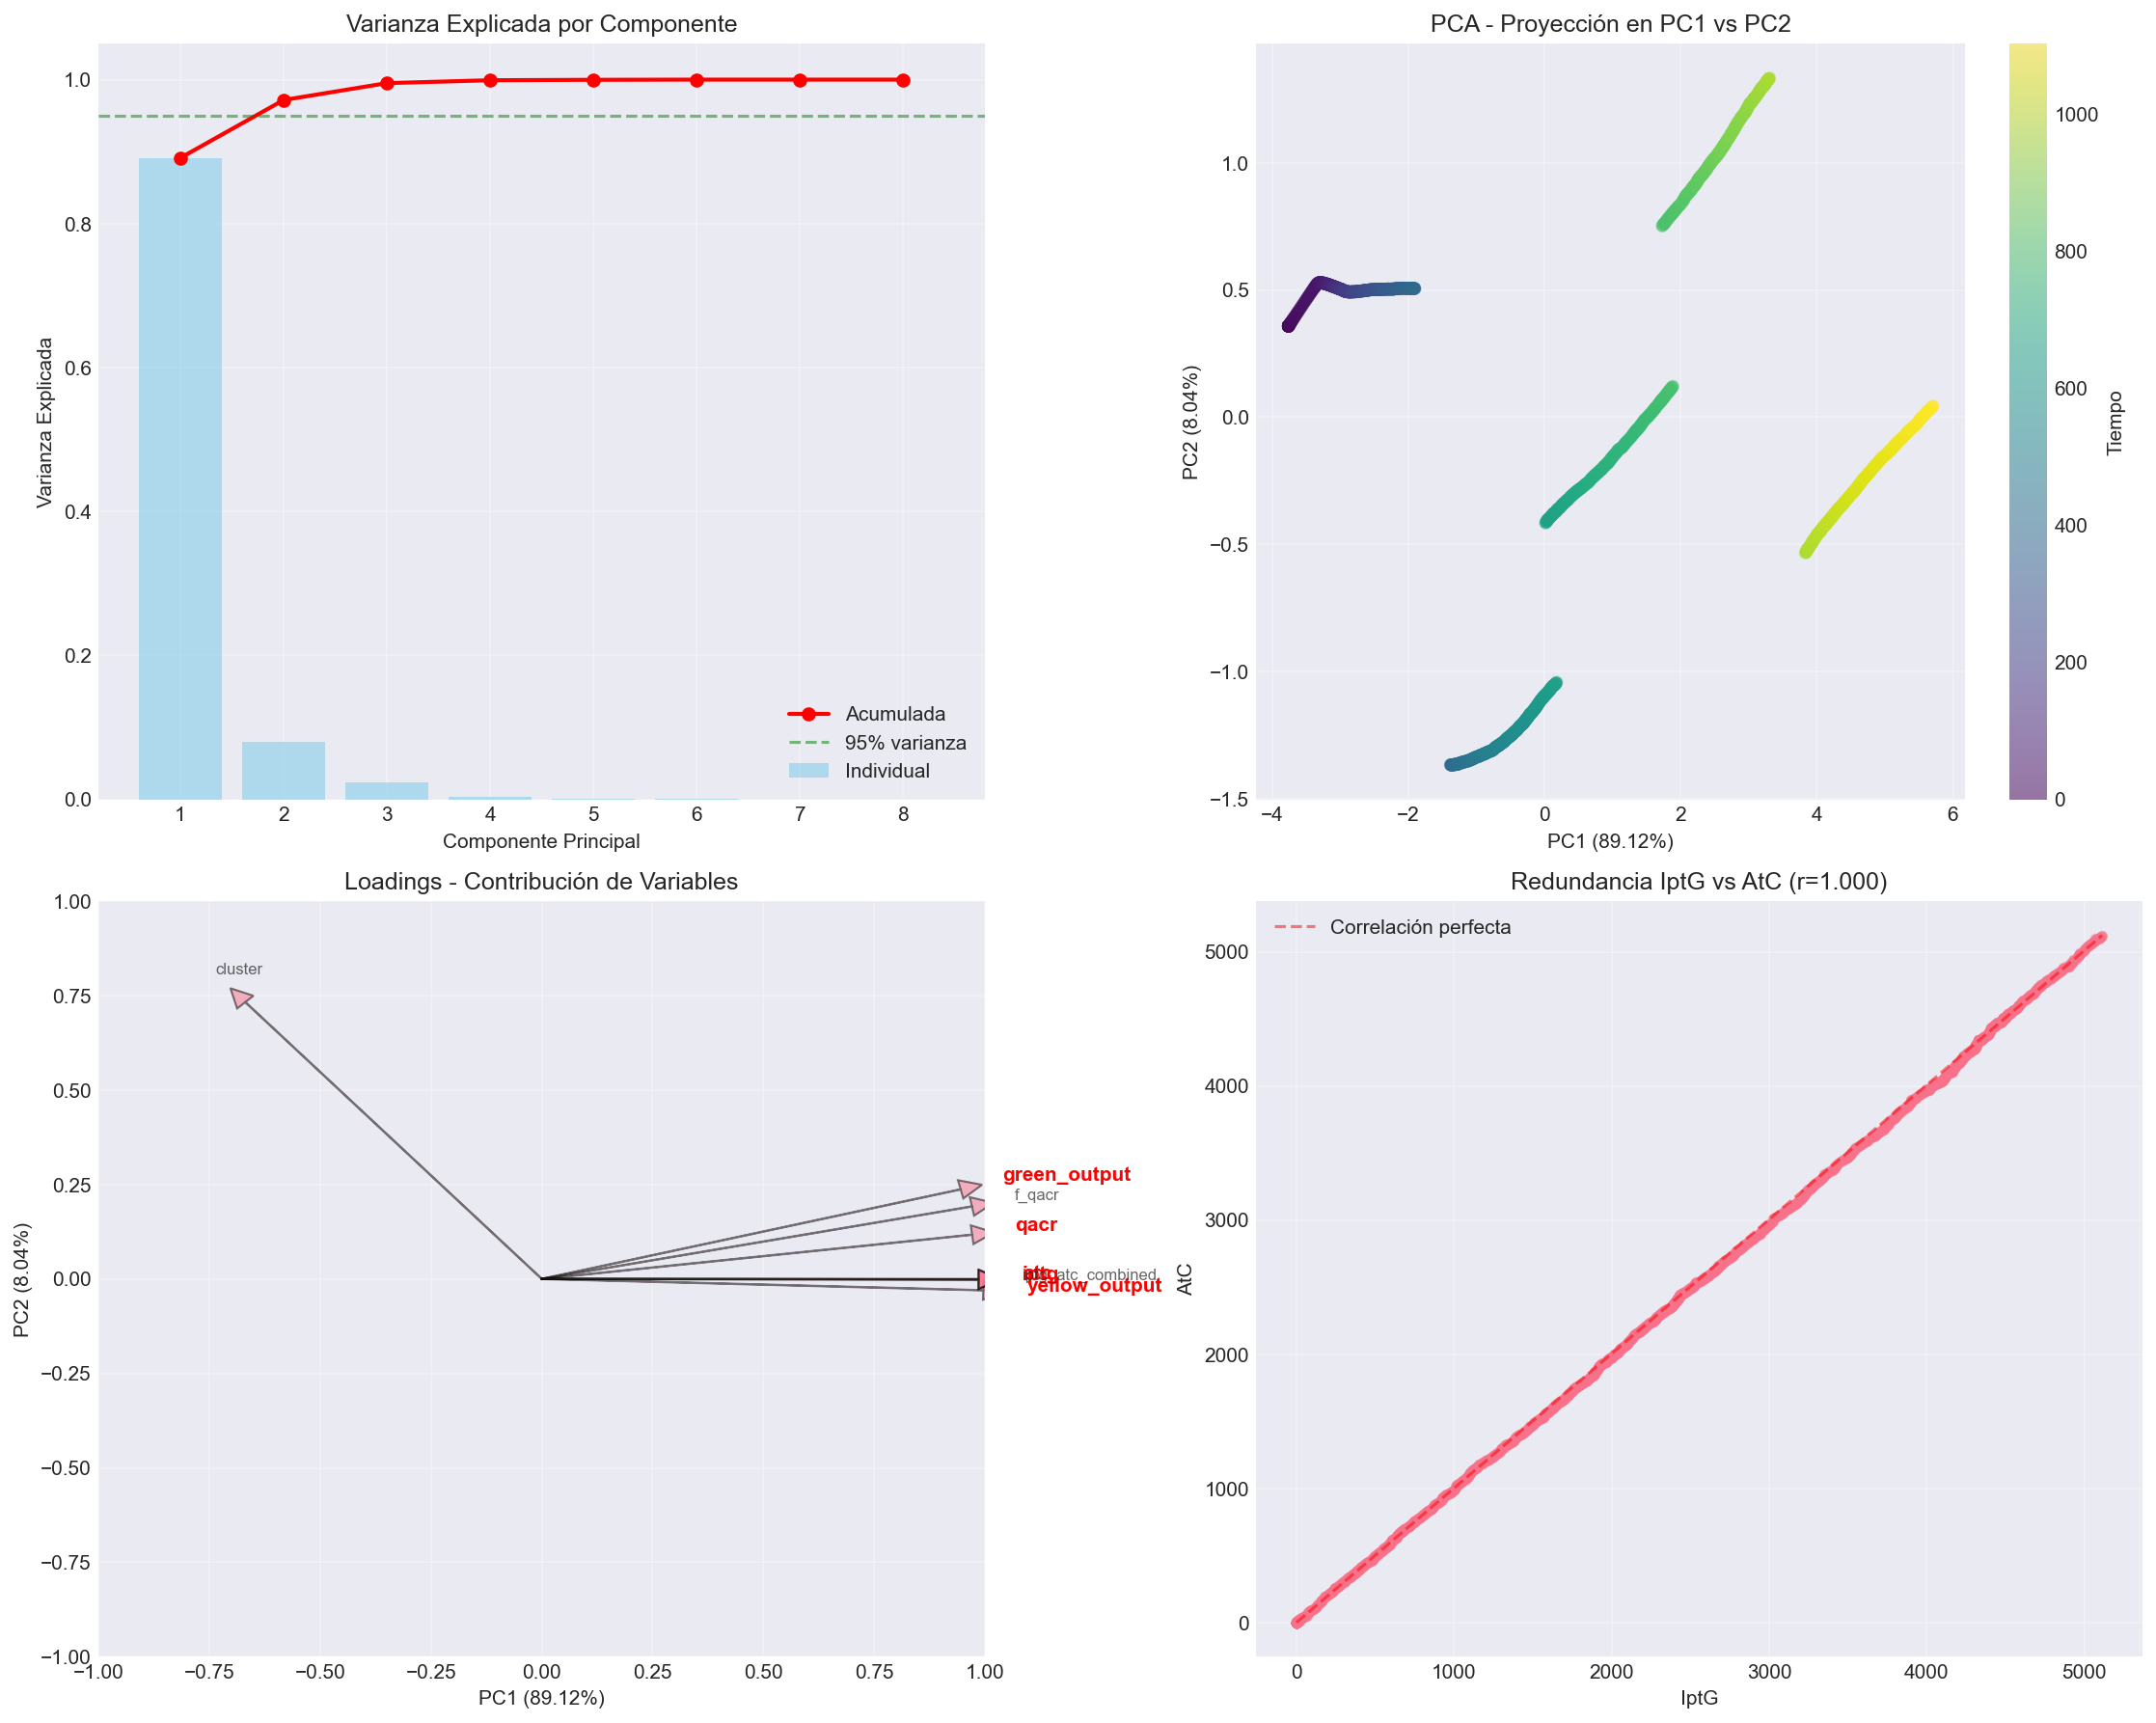 Varianza Explicada por Componente
1.0
0.8
0.6
0.4
0.2
0.0
Varianza Explicada
Acumulada
95% varianza
Individual
1 2 3 4 5 6 7 8
Componente Principal
PCA - Proyección en PC1 vs PC2
1.0
0.5
0.0
−0.5
−1.0
−1.5
PC2 (8.04%)
−4 −2 0 2 4 6
PC1 (89.12%)
1000
800
600
400
200
0
Tiempo
Loadings - Contribución de Variables
1.00
0.75
0.50
0.25
0.00
−0.25
−0.50
−0.75
−1.00
PC2 (8.04%)
cluster
green_output
f_qacr
qacr
atc_combined
yellow_output
−1.00 −0.75 −0.50 −0.25 0.00 0.25 0.50 0.75 1.00
PC1 (89.12%)
Redundancia IptG vs AtC (r=1.000)
Correlación perfecta
5000
4000
3000
2000
1000
0
AtC
0 1000 2000 3000 4000 5000
IptG